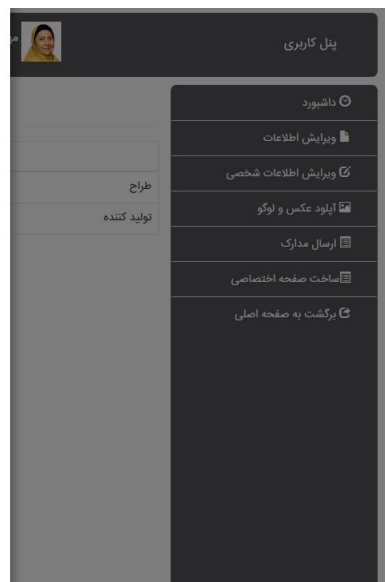 پنل کاربری
داشبورد
ویرایش اطلاعات
ویرایش اطلاعات شخصی
آپلود عکس و لوگو
ارسال مدارک
ساخت صفحه اختصاصی
برگشت به صفحه اصلی
طراح
تولید کننده